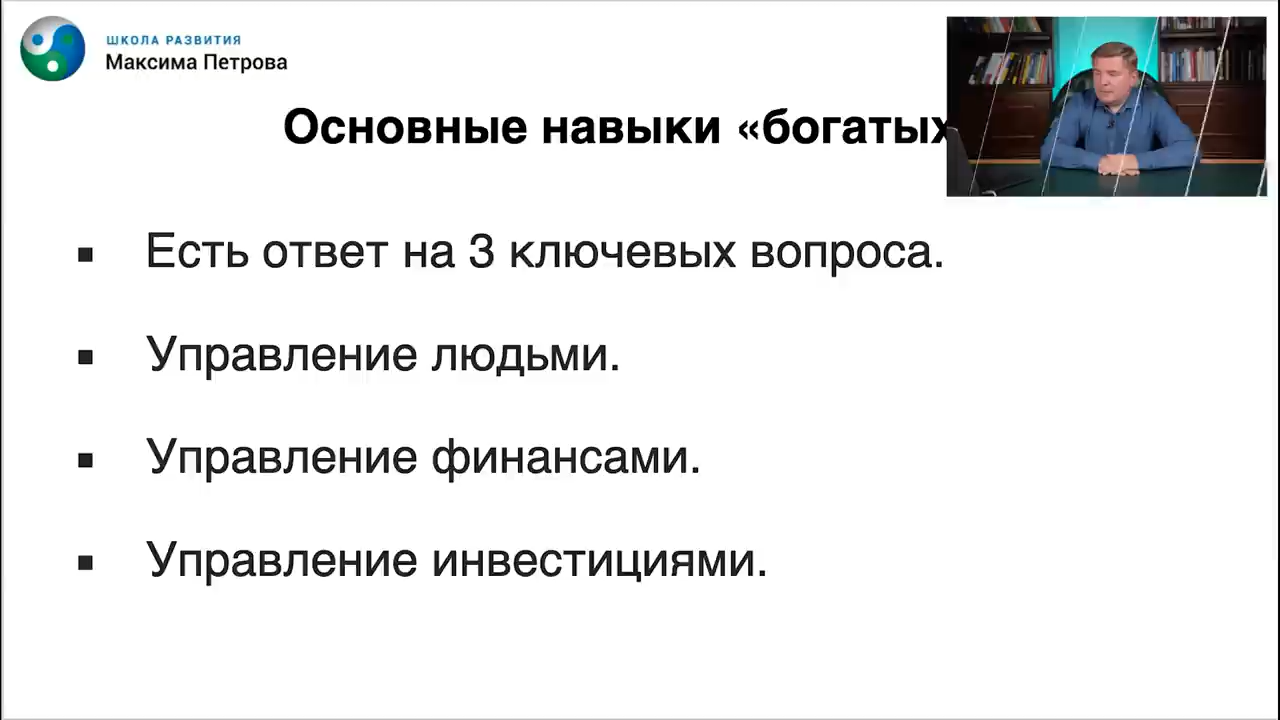 ШКОЛА РАЗВИТИЯ
Максима Петрова
Основные навыки «богатых
▪ Есть ответ на 3 ключевых вопроса.
▪ Управление людьми.
▪ Управление финансами.
▪ Управление инвестициями.